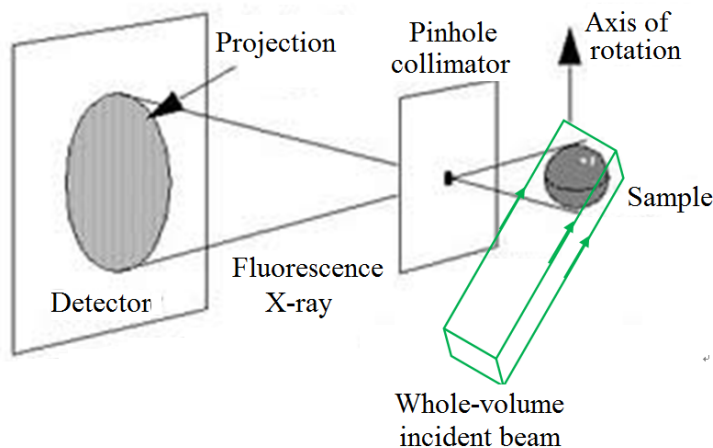 Projection
Pinhole
collimator
Axis of
rotation
Sample
Fluorescence
X-ray
Detector
Whole-volume
incident beam